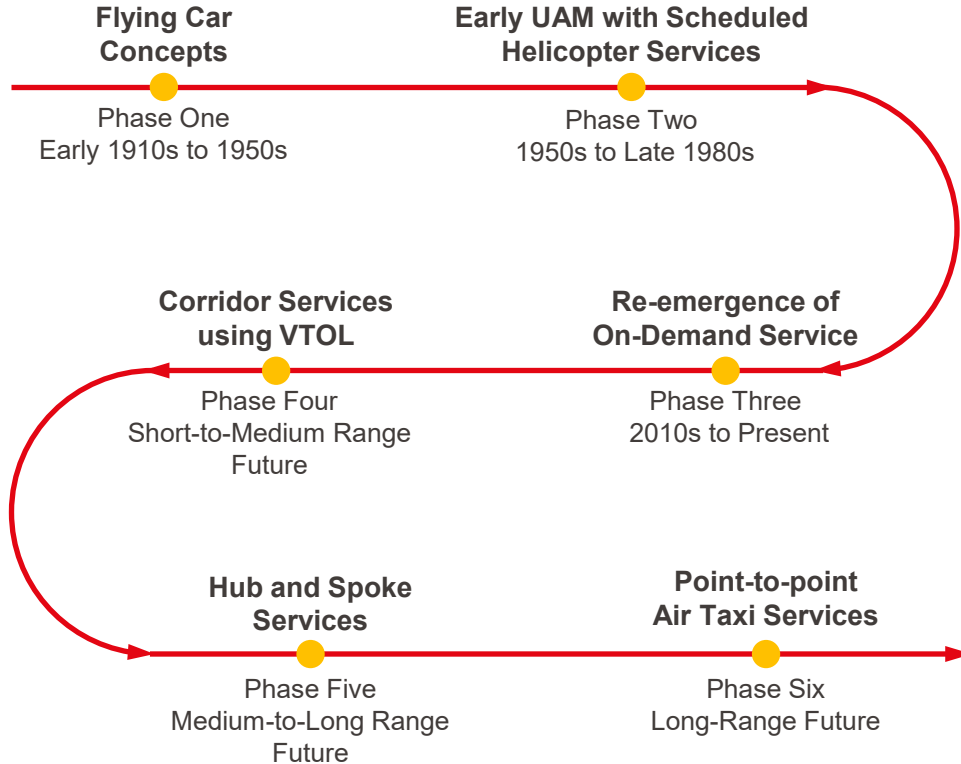 Flying Car
Concepts
Phase One
Early 1910s to 1950s
Early UAM with Scheduled
Helicopter Services
Phase Two
1950s to Late 1980s
Re-emergence of
On-Demand Service
Phase Three
2010s to Present
Corridor Services
using VTOL
Phase Four
Short-to-Medium Range
Future
Hub and Spoke
Services
Phase Five
Medium-to-Long Range
Future
Point-to-point
Air Taxi Services
Phase Six
Long-Range Future